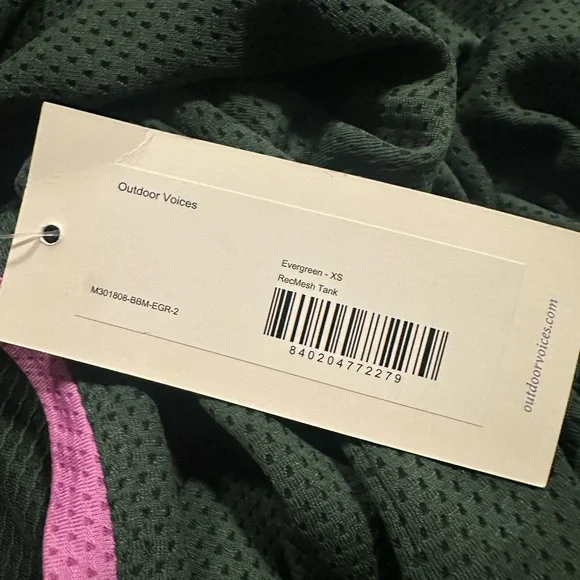 Outdoor Voices
Evergreen - XS
RecMesh Tank
M301808-BBM-EGR-2
840204772279
outdoorvoices.com